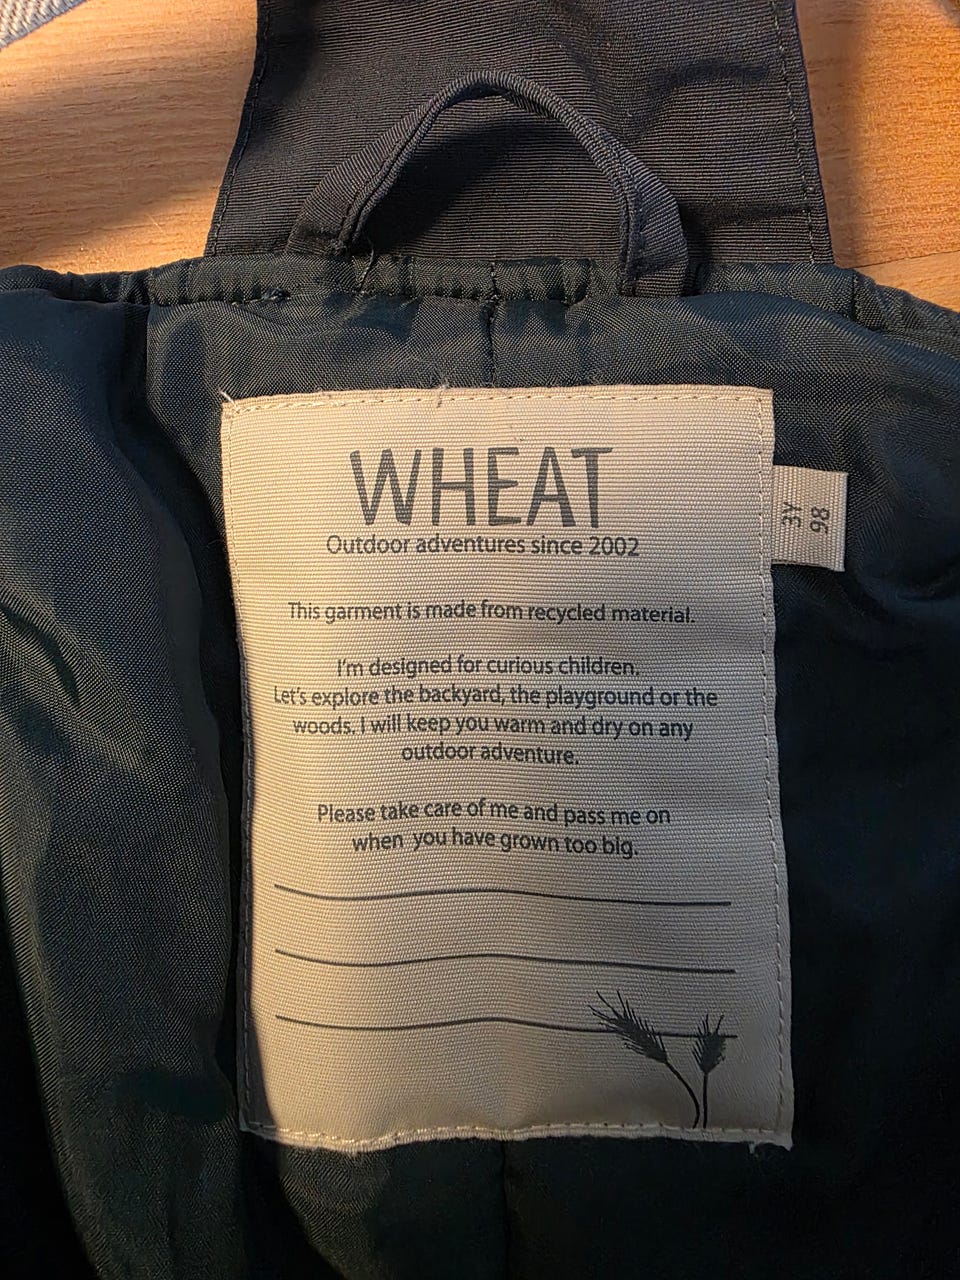 WHEAT
Outdoor adventures since 2002
3Y
98
This garment is made from recycled material.
I'm designed for curious children.
Let's explore the backyard, the playground or the
woods. I will keep you warm and dry on any
outdoor adventure.
Please take care of me and pass me on
when you have grown too big.